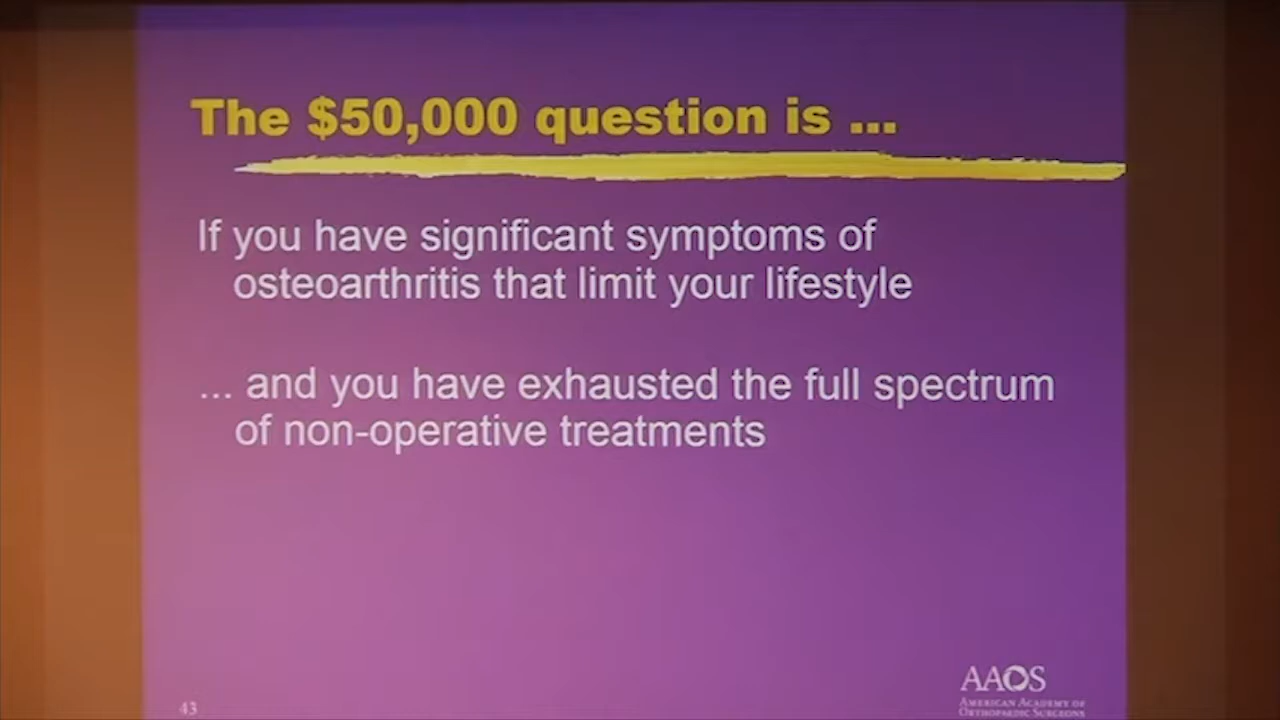 The $50,000 question is ...
If you have significant symptoms of
osteoarthritis that limit your lifestyle
... and you have exhausted the full spectrum
of non-operative treatments
43
AAOS
American Academy of
Orthopaedic Surgeons